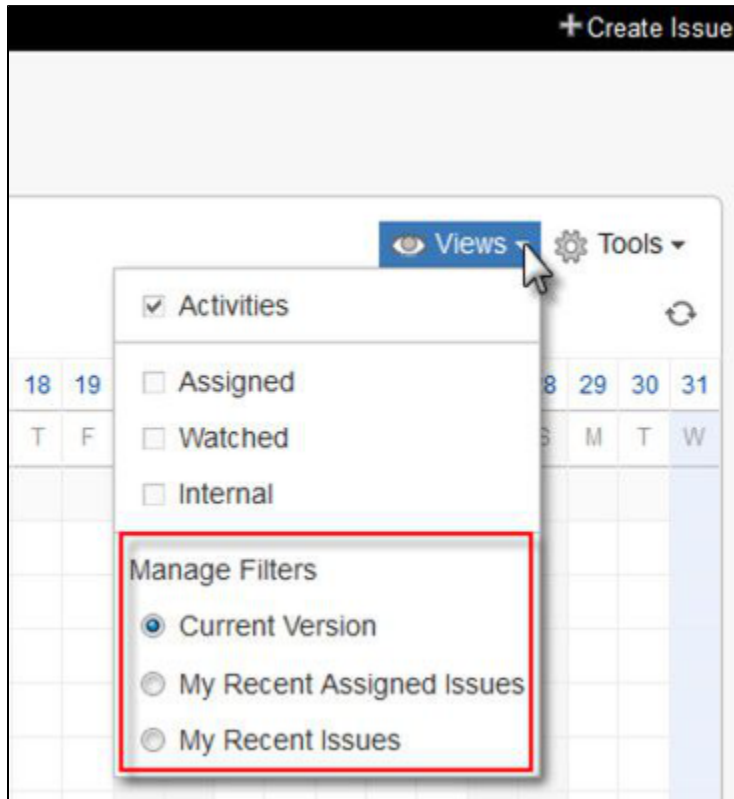 +Create Issue
Views
Tools
Activities
18 19 8 29 30 31
Assigned
T F S M T W
Watched
Internal
Manage Filters
Current Version
My Recent Assigned Issues
My Recent Issues